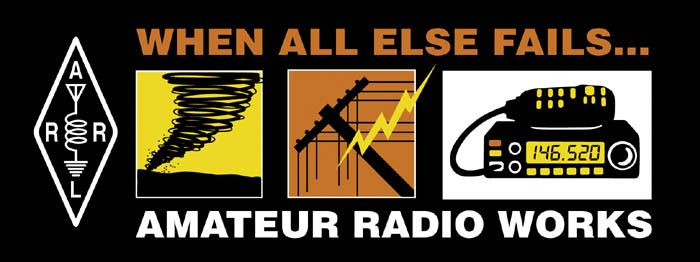 WHEN ALL ELSE FAILS...
A
R R
L
146.520
AMATEUR RADIO WORKS